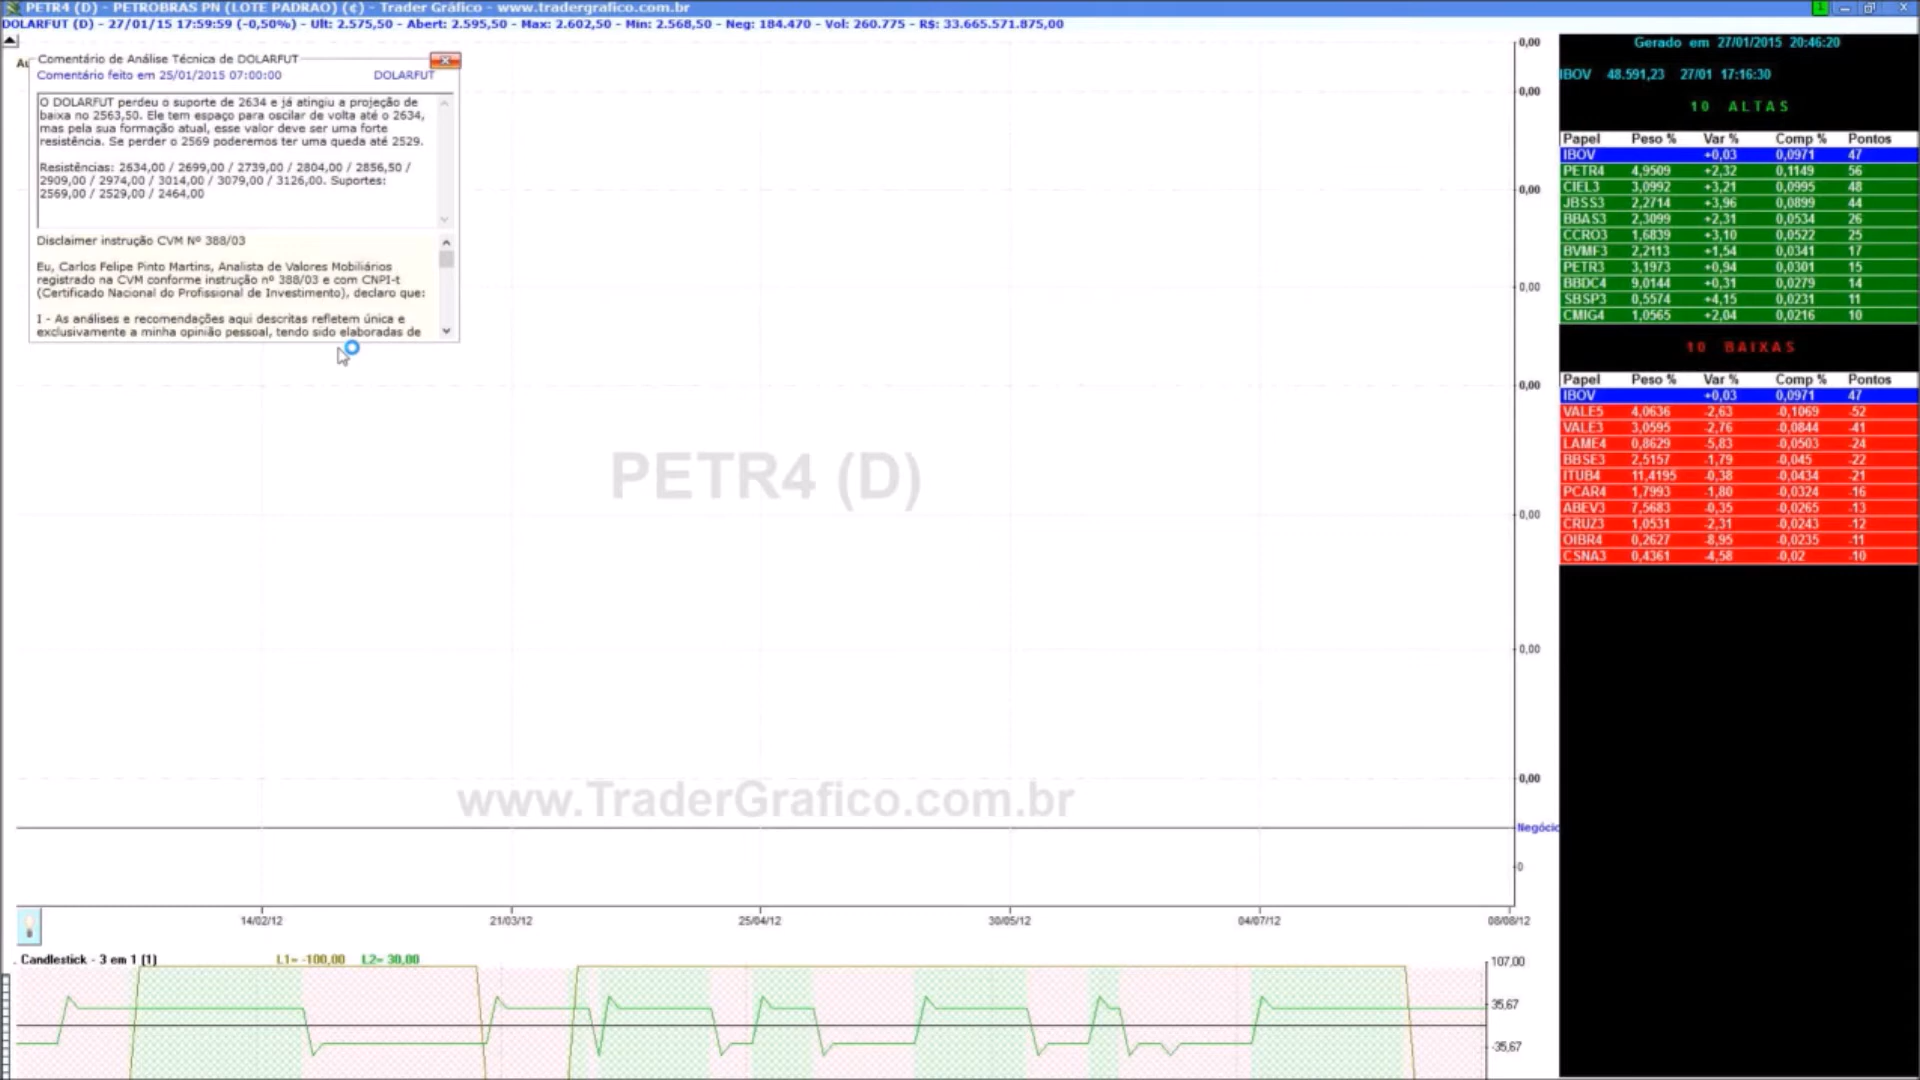 PETR4 (D) - PETROBRAS PN (LOTE PADRAO) (¢) - Trader Gráfico - www.tradergrafico.com.br
DOLARFUT (D) - 27/01/15 17:59:59 (-0,50%) - Ult: 2.575,50 - Abert: 2.595,50 - Max: 2.602,50 - Min: 2.568,50 - Neg: 184.470 - Vol: 260.775 - R$: 33.665.571.875,00
Comentário de Análise Técnica de DOLARFUT
Comentário feito em 25/01/2015 07:00:00 DOLARFUT
O DOLARFUT perdeu o suporte de 2634 e já atingiu a projeção de
baixa no 2563,50. Ele tem espaço para oscilar de volta até o 2634,
mas pela sua formação atual, esse valor deve ser uma forte
resistência. Se perder o 2569 poderemos ter uma queda até 2529.
Resistências: 2634,00 / 2699,00 / 2739,00 / 2804,00 / 2856,50 /
2909,00 / 2974,00 / 3014,00 / 3079,00 / 3126,00. Suportes:
2569,00 / 2529,00 / 2464,00
Disclaimer instrução CVM Nº 388/03
Eu, Carlos Felipe Pinto Martins, Analista de Valores Mobiliários
registrado na CVM conforme instrução nº 388/03 e com CNPI-t
(Certificado Nacional do Profissional de Investimento), declaro que:
I - As análises e recomendações aqui descritas refletem única e
exclusivamente a minha opinião pessoal, tendo sido elaboradas de
PETR4 (D)
www.TraderGrafico.com.br
0,00
0,00
0,00
0,00
0,00
0,00
0,00
0,00
Negócio
0
14/02/12 21/03/12 25/04/12 30/05/12 04/07/12 08/08/12
. Candlestick - 3 em 1 (1) L1= -100,00 L2= 30,00
107,00
35,67
-35,67
Gerado em 27/01/2015 20:46:20
IBOV 48.591,23 27/01 17:16:30
10 ALTAS
Papel Peso % Var % Comp % Pontos
IBOV +0,03 0,0971 47
PETR4 4,9509 +2,32 0,1149 56
CIEL3 3,0992 +3,21 0,0995 48
JBSS3 2,2714 +3,96 0,0899 44
BBAS3 2,3099 +2,31 0,0534 26
CCRO3 1,6839 +3,10 0,0522 25
BVMF3 2,2113 +1,54 0,0341 17
PETR3 3,1973 +0,94 0,0301 15
BBDC4 9,0144 +0,31 0,0279 14
SBSP3 0,5574 +4,15 0,0231 11
CMIG4 1,0565 +2,04 0,0216 10
10 BAIXAS
Papel Peso % Var % Comp % Pontos
IBOV +0,03 0,0971 47
VALE5 4,0636 -2,63 -0,1069 -52
VALE3 3,0595 -2,76 -0,0844 -41
LAME4 0,8629 -5,83 -0,0503 -24
BBSE3 2,5157 -1,79 -0,045 -22
ITUB4 11,4195 -0,38 -0,0434 -21
PCAR4 1,7993 -1,80 -0,0324 -16
ABEV3 7,5683 -0,35 -0,0265 -13
CRUZ3 1,0531 -2,31 -0,0243 -12
OIBR4 0,2627 -8,95 -0,0235 -11
CSNA3 0,4361 -4,58 -0,02 -10